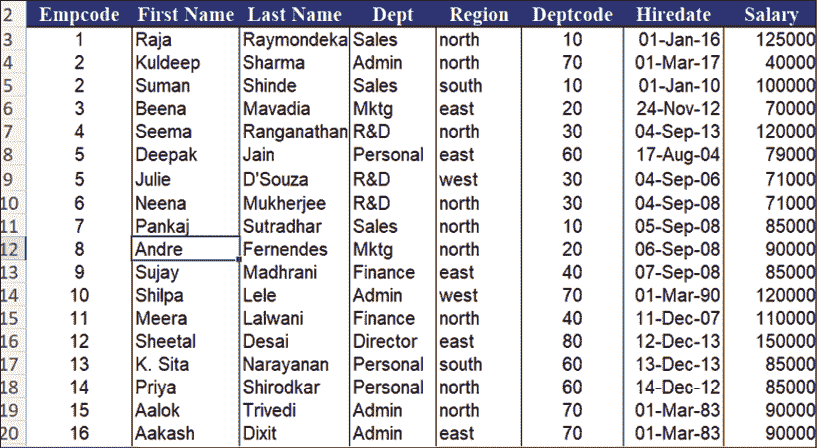 2 Empcode First Name Last Name Dept Region Deptcode Hiredate Salary
3 1 Raja Raymondeka Sales north 10 01-Jan-16 125000
4 2 Kuldeep Sharma Admin north 70 01-Mar-17 40000
5 2 Suman Shinde Sales south 10 01-Jan-10 100000
6 3 Beena Mavadia Mktg east 20 24-Nov-12 70000
7 4 Seema Ranganathan R&D north 30 04-Sep-13 120000
8 5 Deepak Jain Personal east 60 17-Aug-04 79000
9 5 Julie D'Souza R&D west 30 04-Sep-06 71000
10 6 Neena Mukherjee R&D north 30 04-Sep-08 71000
11 7 Pankaj Sutradhar Sales north 10 05-Sep-08 85000
12 8 Andre Fernendes Mktg north 20 06-Sep-08 90000
13 9 Sujay Madhrani Finance east 40 07-Sep-08 85000
14 10 Shilpa Lele Admin west 70 01-Mar-90 120000
15 11 Meera Lalwani Finance north 40 11-Dec-07 110000
16 12 Sheetal Desai Director east 80 12-Dec-13 150000
17 13 K. Sita Narayanan Personal south 60 13-Dec-13 85000
18 14 Priya Shirodkar Personal north 60 14-Dec-12 85000
19 15 Aalok Trivedi Admin north 70 01-Mar-83 90000
20 16 Aakash Dixit Admin east 70 01-Mar-83 90000